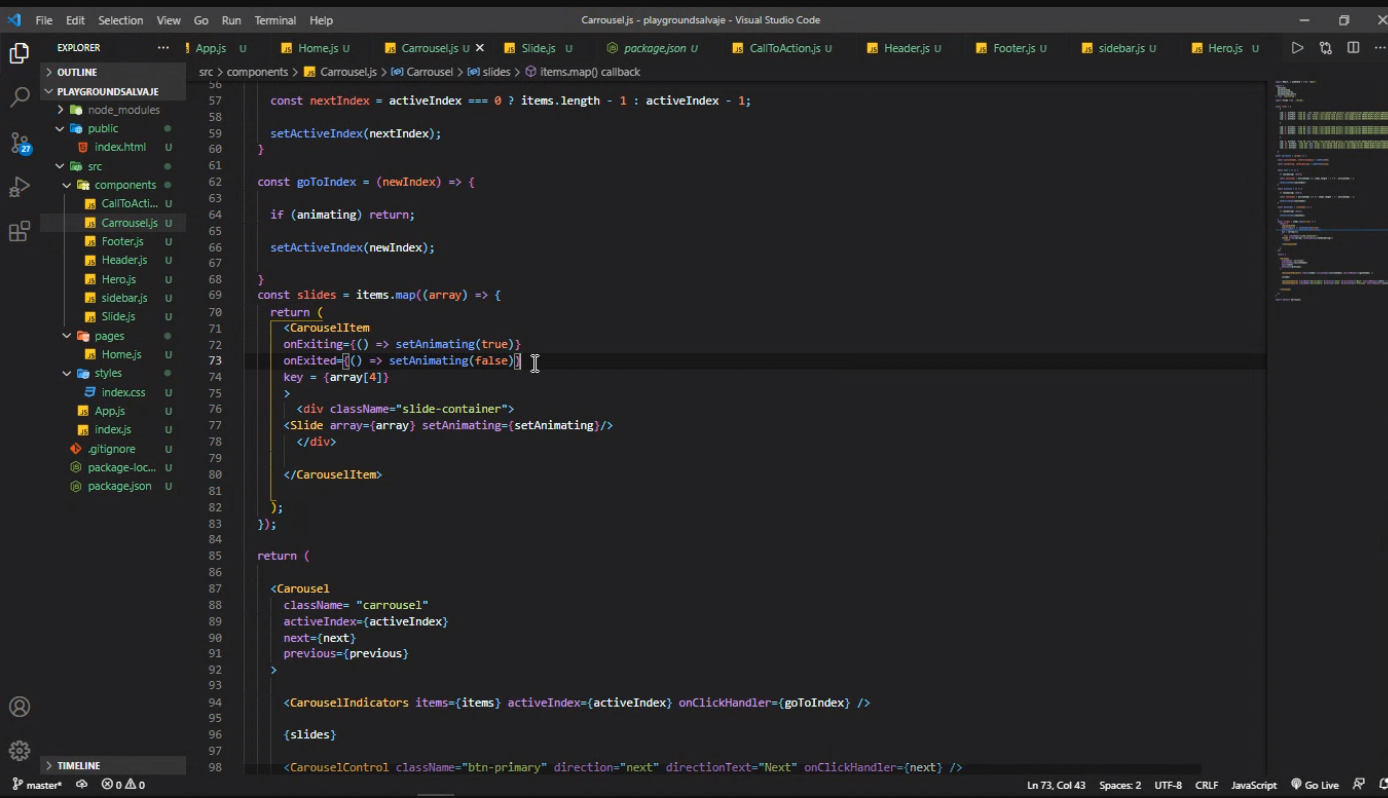 File Edit Selection View Go Run Terminal Help Carrousel.js - playgroundsalvaje - Visual Studio Code
EXPLORER ··· App.js U Home.js U Carrousel.js U Slide.js U package.json U CallToAction.js U Header.js U Footer.js U sidebar.js U Hero.js U
OUTLINE
src > components > Carrousel.js > Carrousel > slides > items.map() callback
PLAYGROUNDSALVAJE
node_modules
public
index.html U
src
components
CallToActi... U
Carrousel.js U
Footer.js U
Header.js U
Hero.js U
sidebar.js U
Slide.js U
pages
Home.js U
styles
index.css U
App.js U
index.js U
.gitignore U
package-loc... U
package.json U
27
TIMELINE
56
57 const nextIndex = activeIndex === 0 ? items.length - 1 : activeIndex - 1;
58
59 setActiveIndex(nextIndex);
60 }
61
62 const goToIndex = (newIndex) => {
63
64 if (animating) return;
65
66 setActiveIndex(newIndex);
67
68 }
69 const slides = items.map((array) => {
70 return (
71 <CarouselItem
72 onExiting={() => setAnimating(true)}
73 onExited={() => setAnimating(false)}
74 key = {array[4]}
75 >
76 <div className="slide-container">
77 <Slide array={array} setAnimating={setAnimating}/>
78 </div>
79
80 </CarouselItem>
81
82 );
83 });
84
85 return (
86
87 <Carousel
88 className= "carrousel"
89 activeIndex={activeIndex}
90 next={next}
91 previous={previous}
92 >
93
94 <CarouselIndicators items={items} activeIndex={activeIndex} onClickHandler={goToIndex} />
95
96 {slides}
97
98 <CarouselControl className="btn-primary" direction="next" directionText="Next" onClickHandler={next} />
master* 0 0 Ln 73, Col 43 Spaces: 2 UTF-8 CRLF JavaScript Go Live